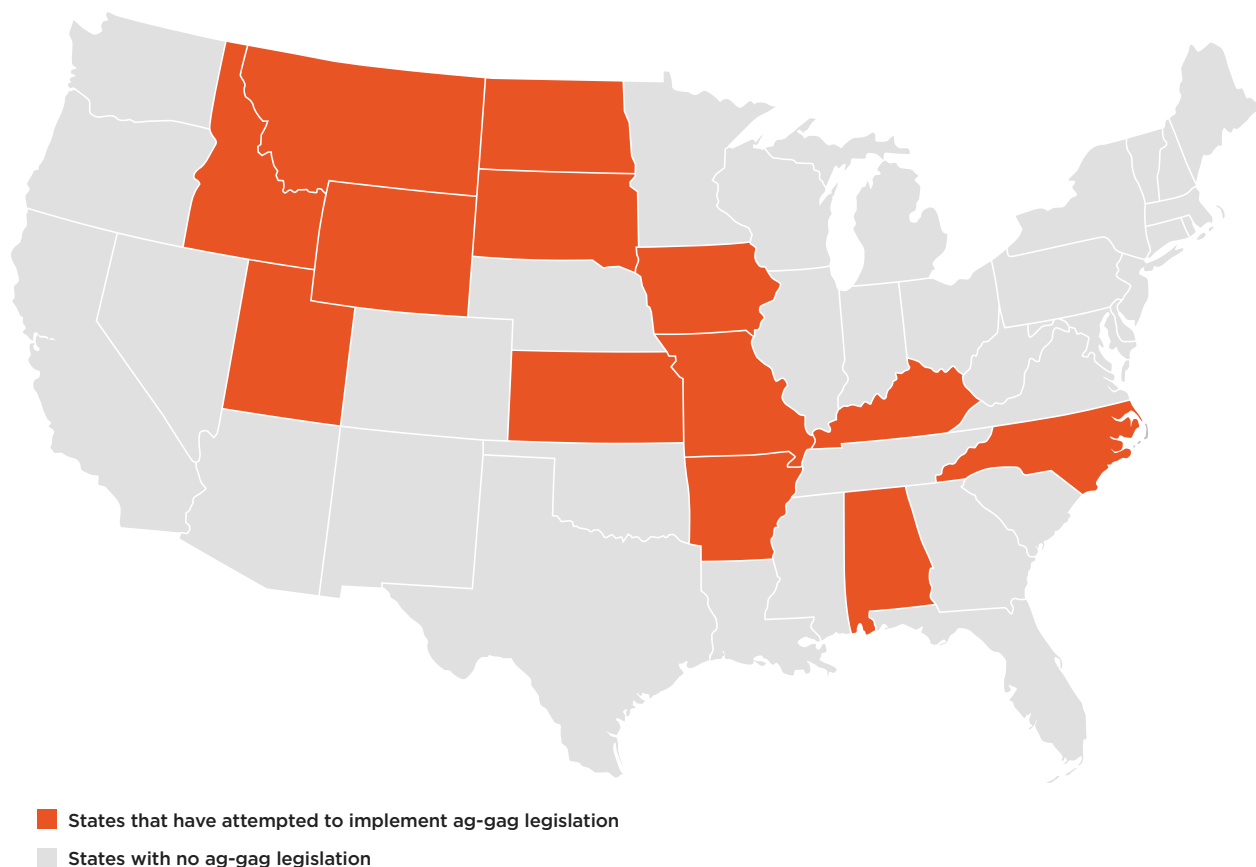 States that have attempted to implement ag-gag legislation
States with no ag-gag legislation